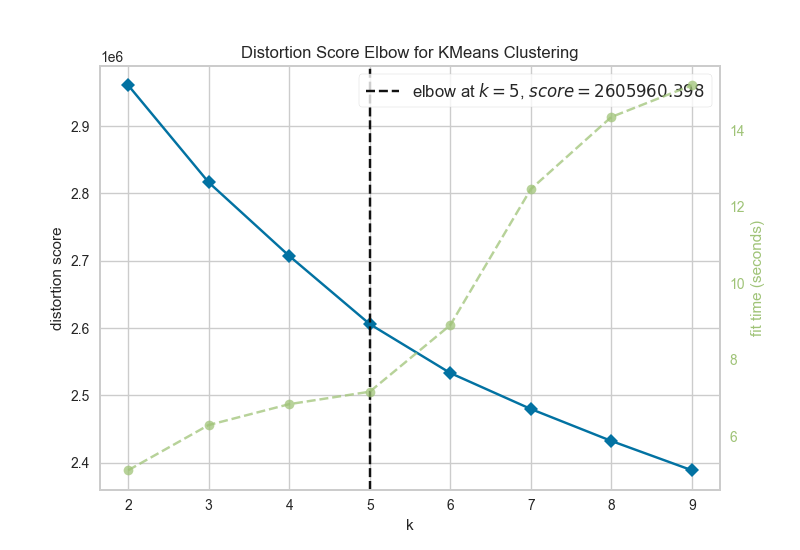 Distortion Score Elbow for KMeans Clustering
1e6
elbow at k = 5, score = 2605960.398
2.9
2.8
2.7
2.6
2.5
2.4
distortion score
14
12
10
8
6
fit time (seconds)
2 3 4 5 6 7 8 9
k